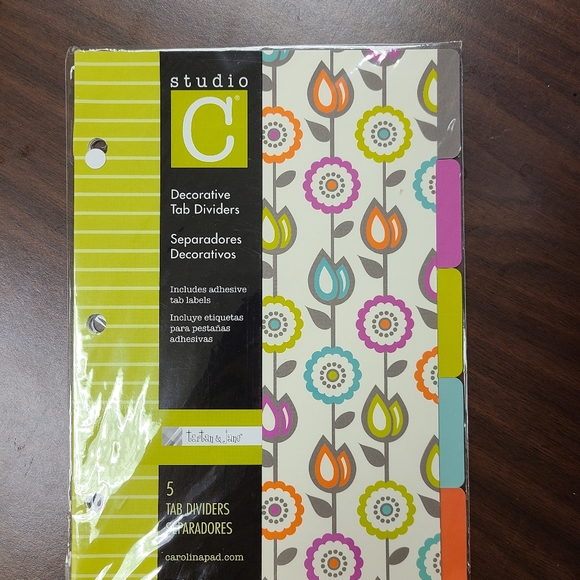 studio
C®
Decorative
Tab Dividers
Separadores
Decorativos
Includes adhesive
tab labels
Incluye etiquetas
para pestañas
adhesivas
tartan &
5
TAB DIVIDERS
SEPARADORES
carolinapad.com